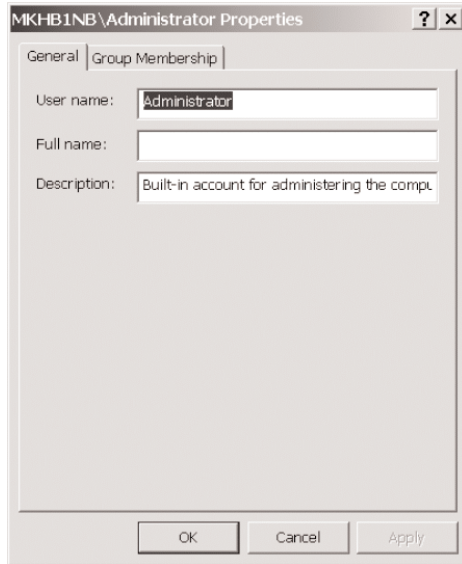 MKHB1NB\Administrator Properties ? ×
General Group Membership
User name: Administrator
Full name:
Description: Built-in account for administering the compu
OK Cancel Apply